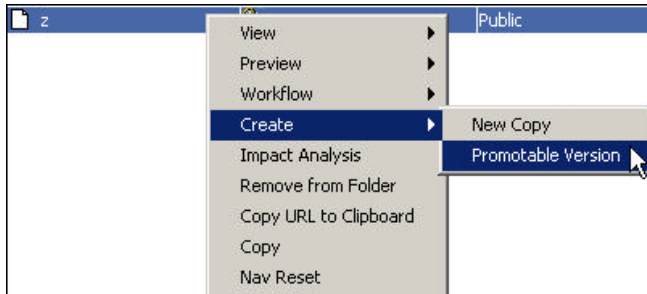 z Public
View
Preview
Workflow
Create
New Copy
Impact Analysis
Promotable Version
Remove from Folder
Copy URL to Clipboard
Copy
Nav Reset